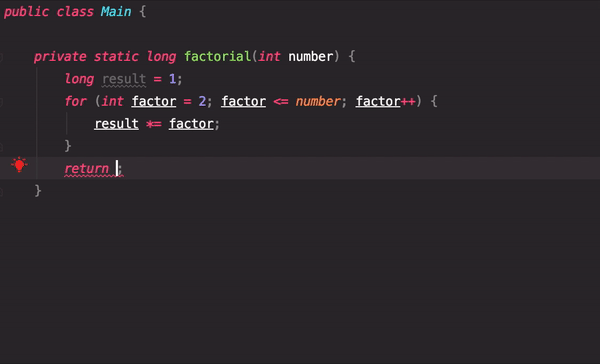 public class Main {
private static long factorial(int number) {
long result = 1;
for (int factor = 2; factor <= number; factor++) {
result *= factor;
}
return ;
}